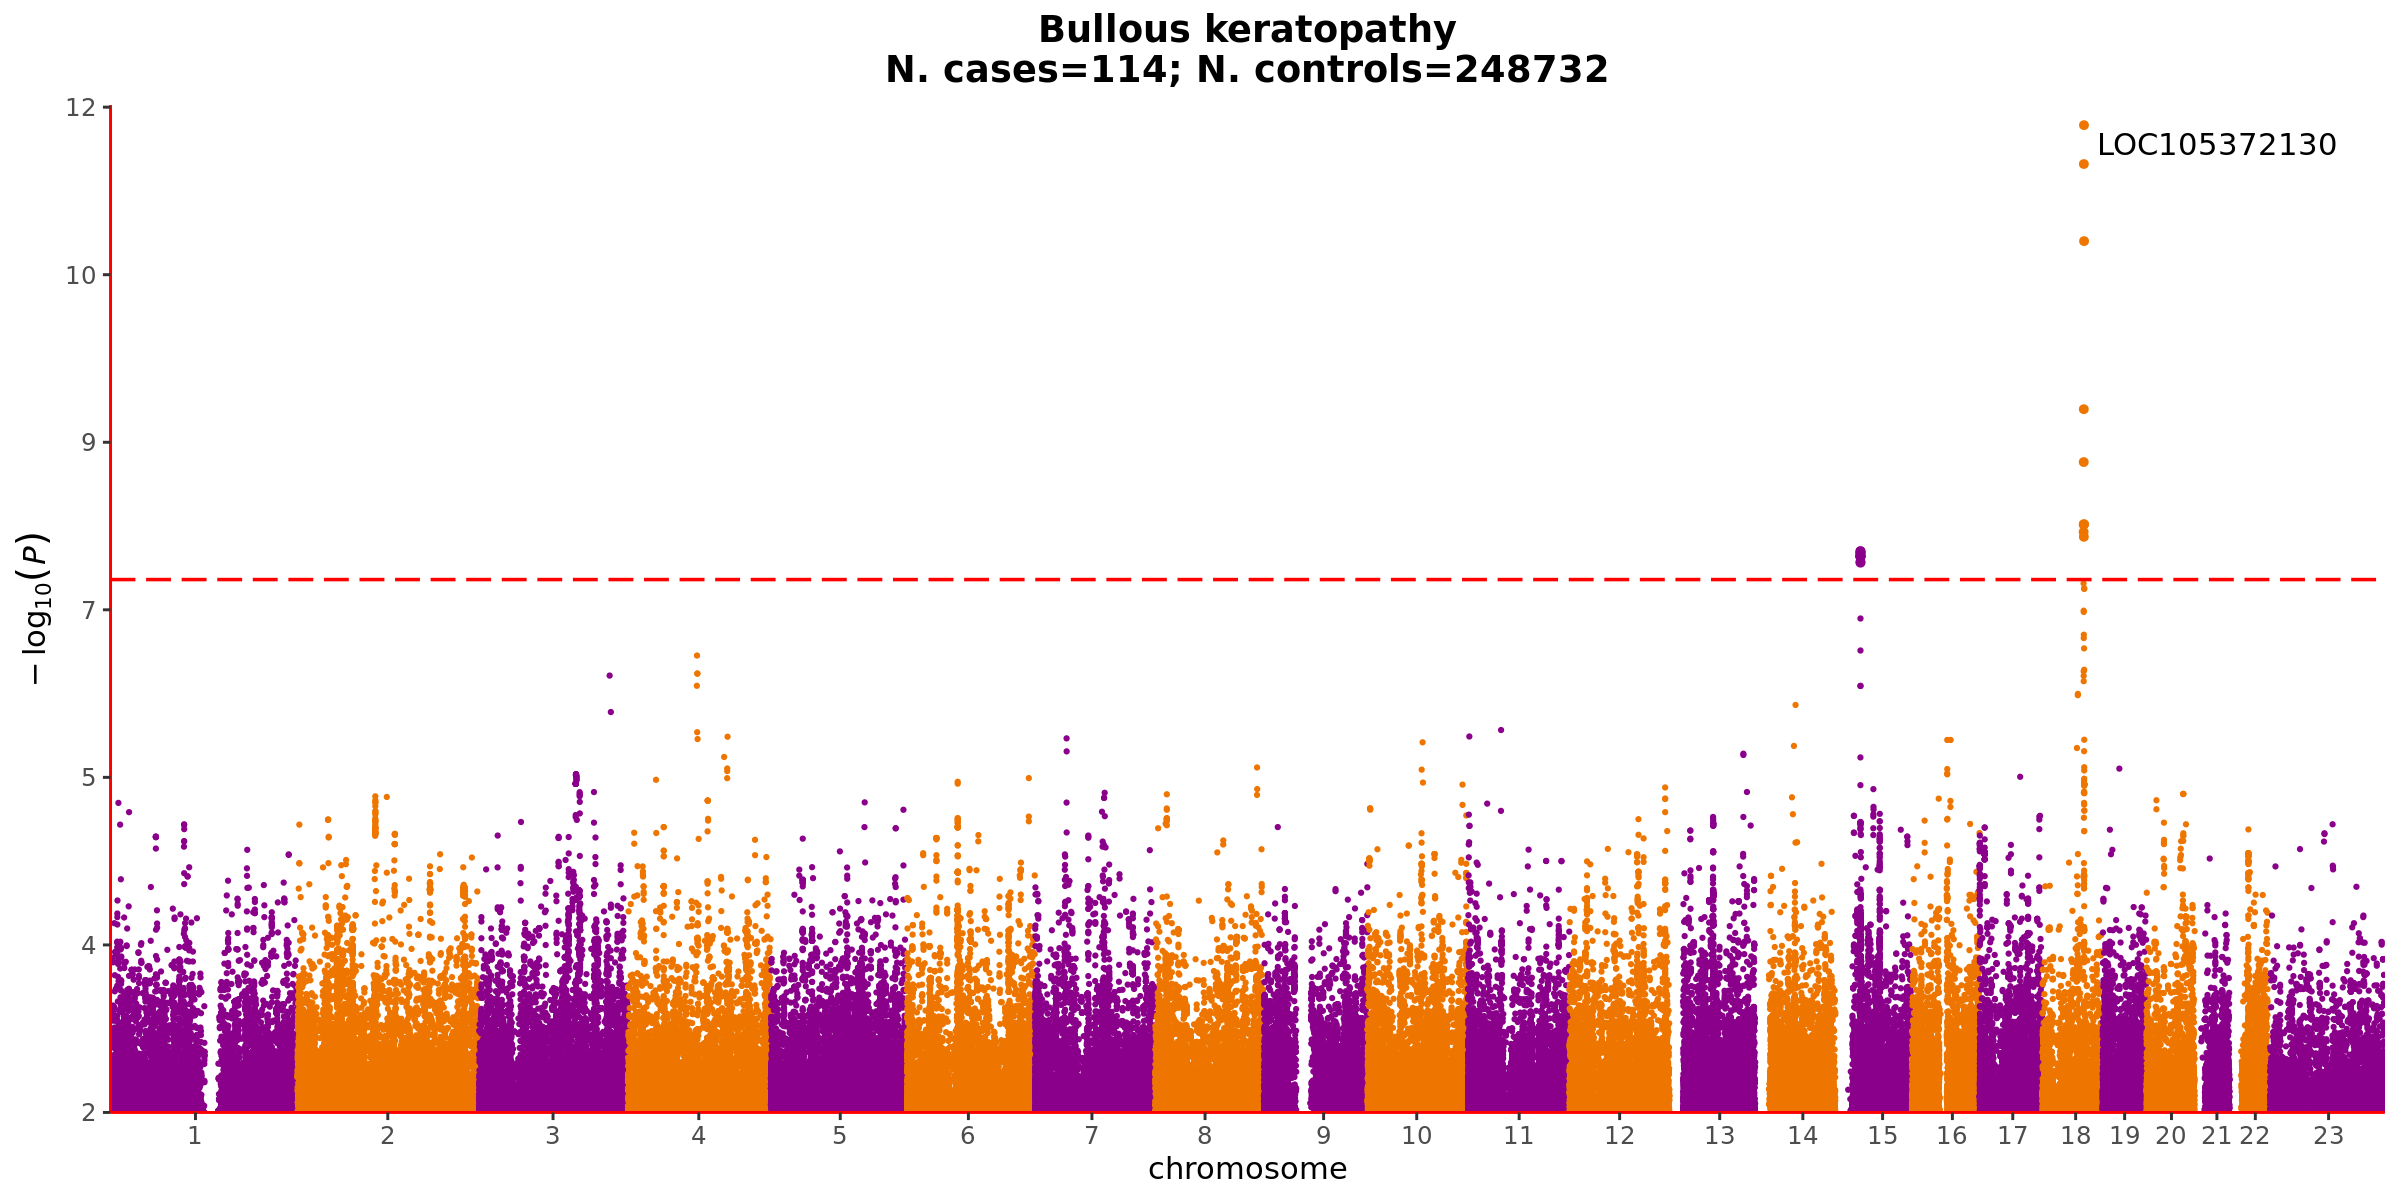 Bullous keratopathy
N. cases=114; N. controls=248732
12
LOC105372130
10
9
−log₁₀(P)
7
5
4
2
1 2 3 4 5 6 7 8 9 10 11 12 13 14 15 16 17 18 19 20 21 22 23
chromosome